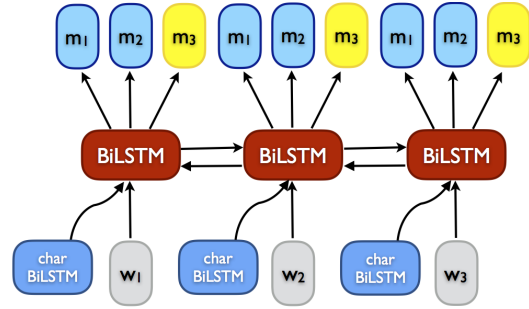 m₁ m₂ m₃ m₁ m₂ m₃ m₁ m₂ m₃
BiLSTM BiLSTM BiLSTM
char
BiLSTM
w₁
char
BiLSTM
w₂
char
BiLSTM
w₃